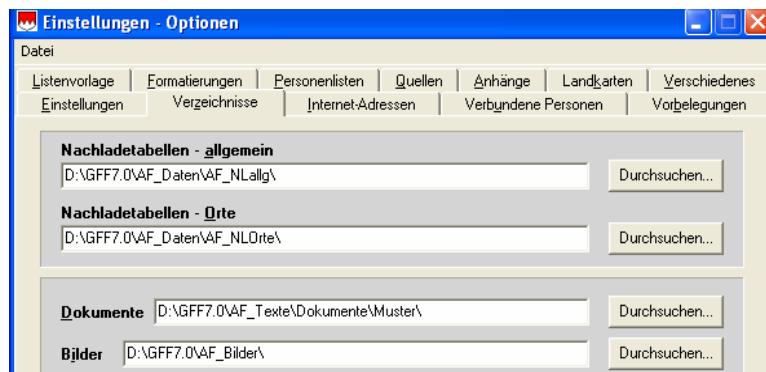 Einstellungen - Optionen
Datei
Listenvorlage Formatierungen Personenlisten Quellen Anhänge Landkarten Verschiedenes
Einstellungen Verzeichnisse Internet-Adressen Verbundene Personen Vorbelegungen
Nachladetabellen - allgemein
D:\GFF7.0\AF_Daten\AF_NLallg\ Durchsuchen...
Nachladetabellen - Orte
D:\GFF7.0\AF_Daten\AF_NLOrte\ Durchsuchen...
Dokumente D:\GFF7.0\AF_Texte\Dokumente\Muster\ Durchsuchen...
Bilder D:\GFF7.0\AF_Bilder\ Durchsuchen...